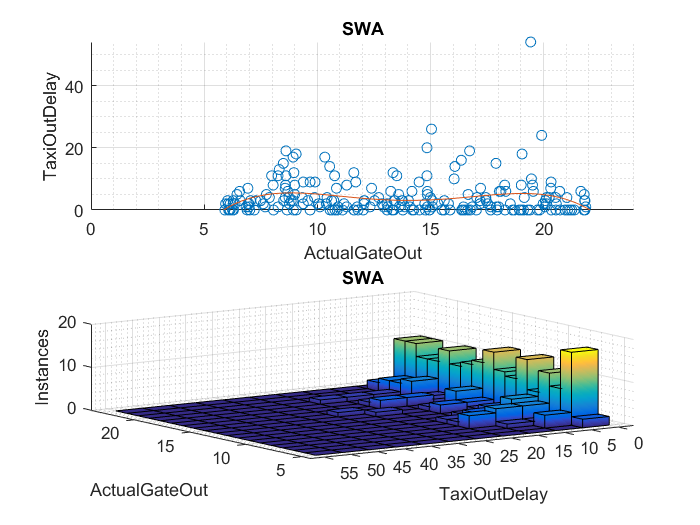 SWA
TaxiOutDelay
40
20
0
0 5 10 15 20
ActualGateOut
SWA
Instances
20
10
0
20 15 10 5
55 50 45 40 35 30 25 20 15 10 5 0
ActualGateOut
TaxiOutDelay